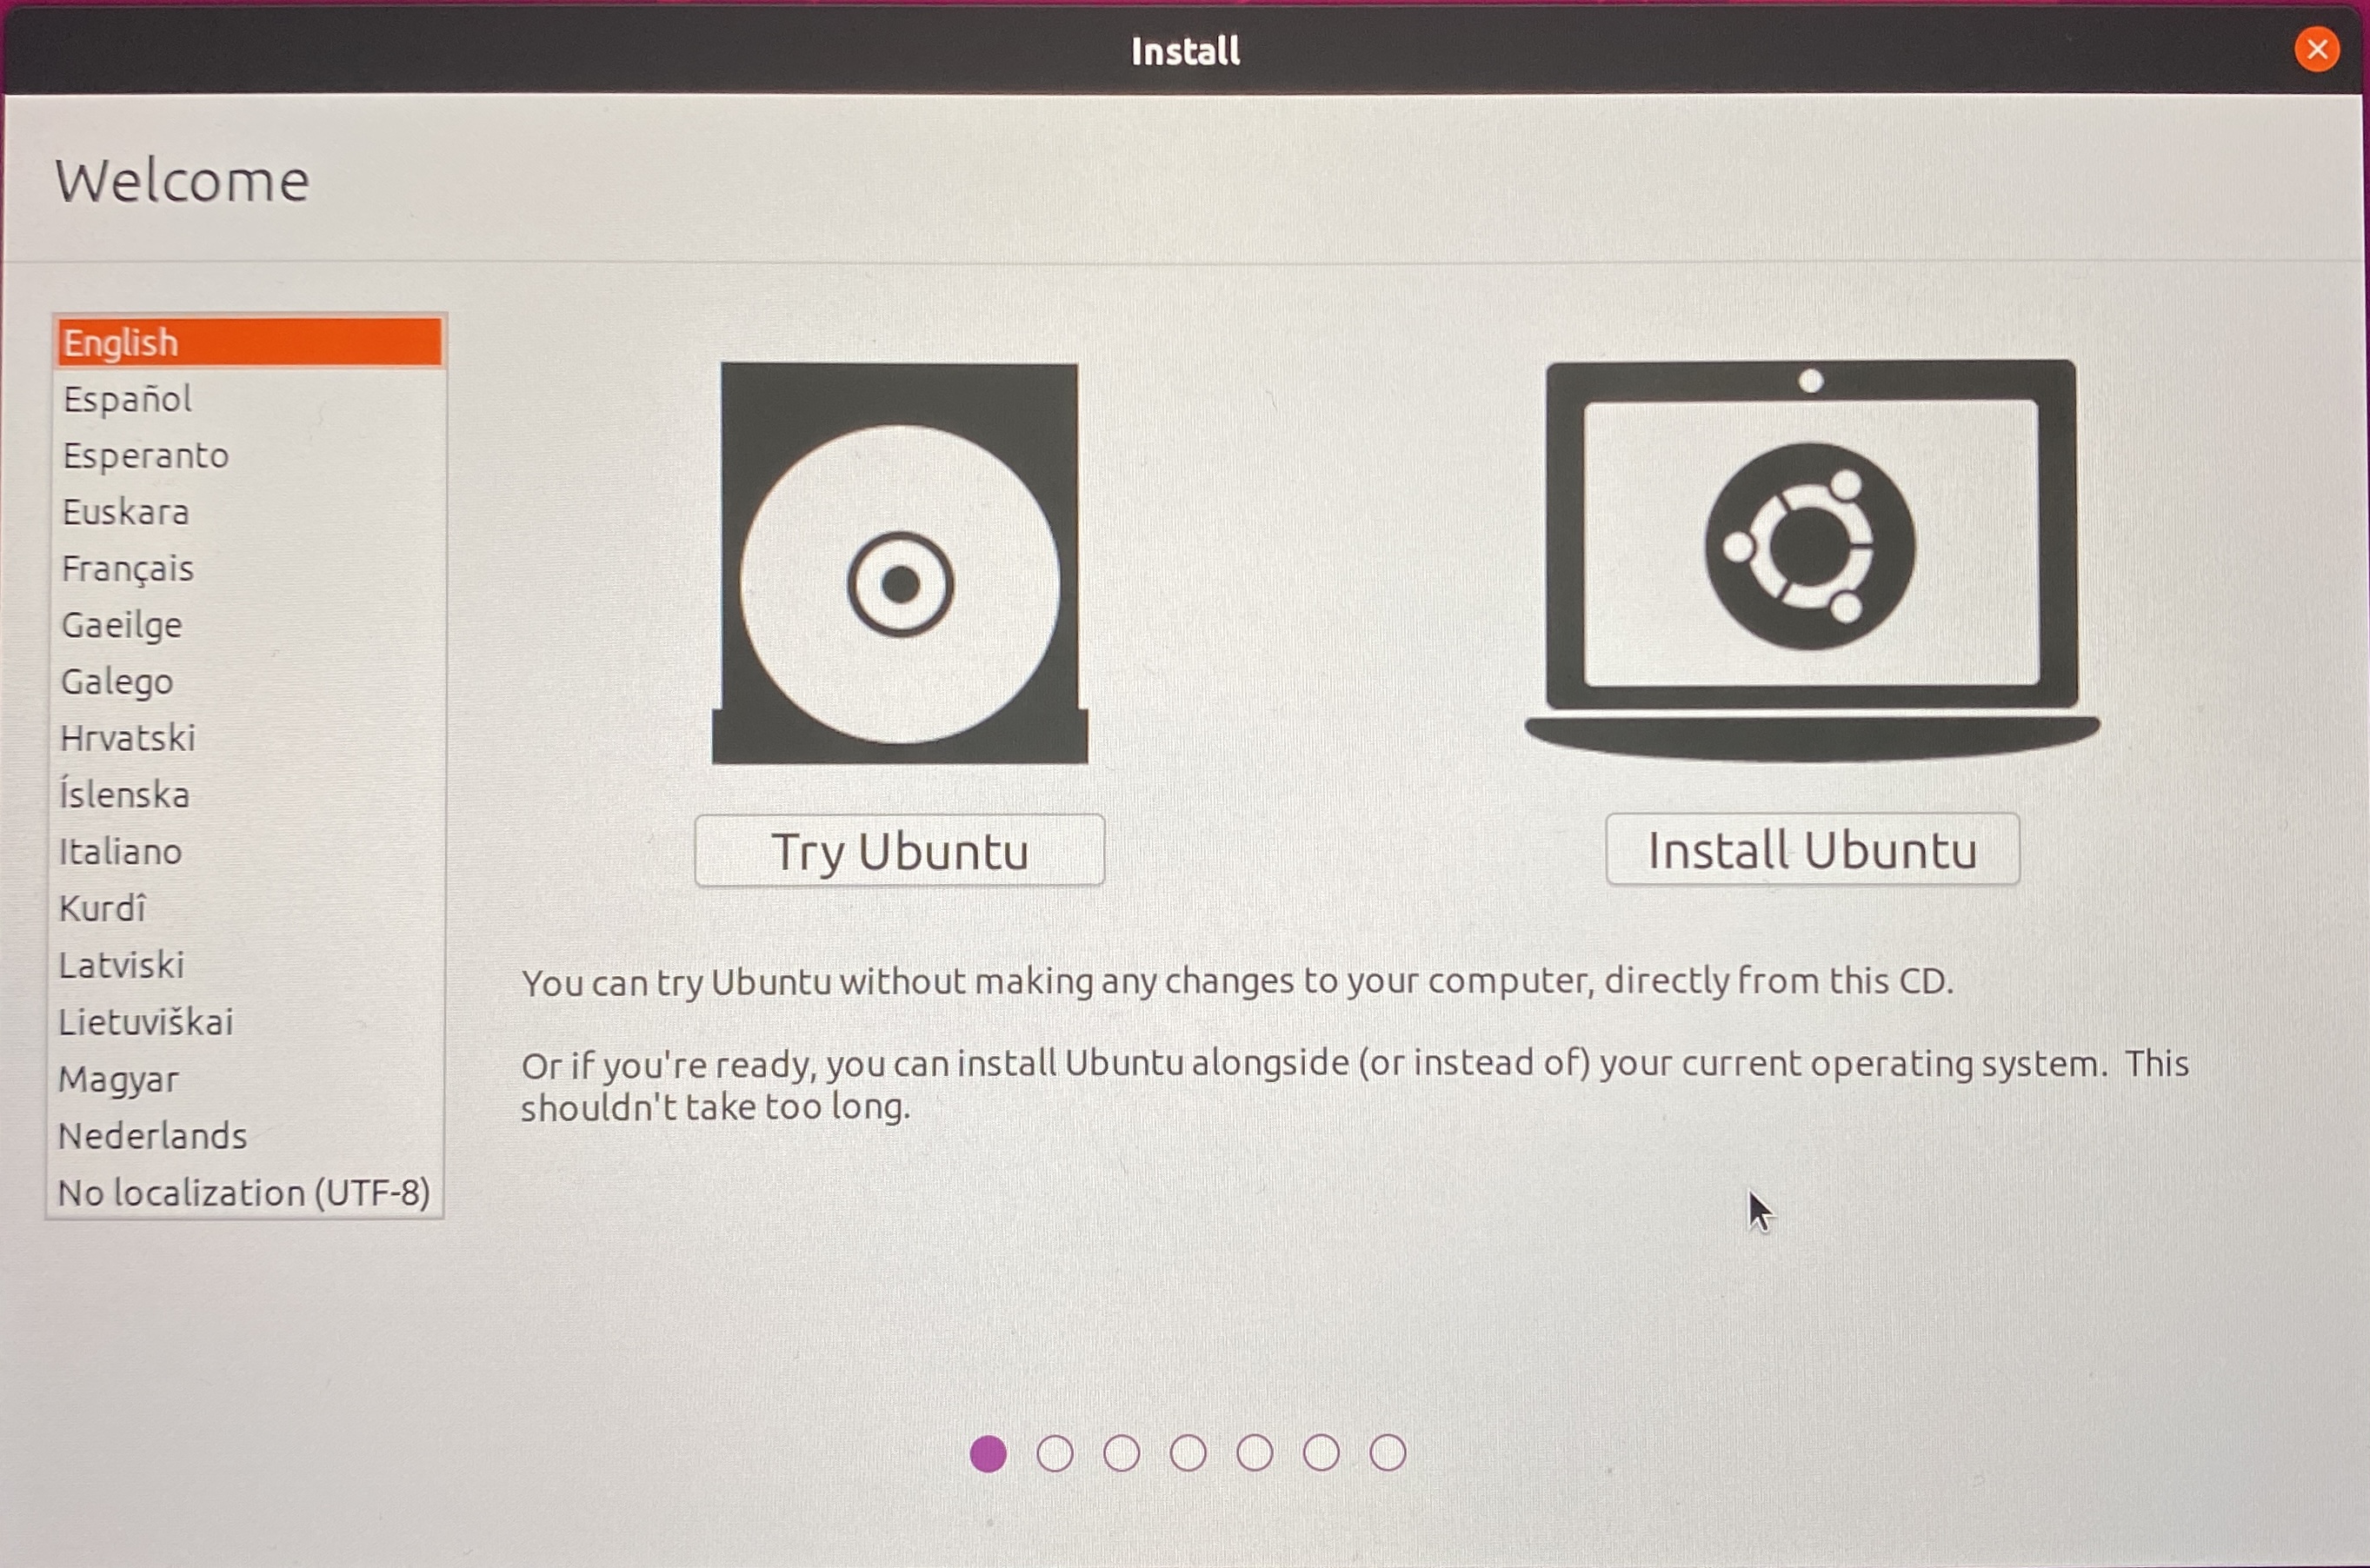 Install
Welcome
English
Español
Esperanto
Euskara
Français
Gaeilge
Galego
Hrvatski
Íslenska
Italiano
Kurdî
Latviski
Lietuviškai
Magyar
Nederlands
No localization (UTF-8)
Try Ubuntu
Install Ubuntu
You can try Ubuntu without making any changes to your computer, directly from this CD.
Or if you're ready, you can install Ubuntu alongside (or instead of) your current operating system.  This
shouldn't take too long.